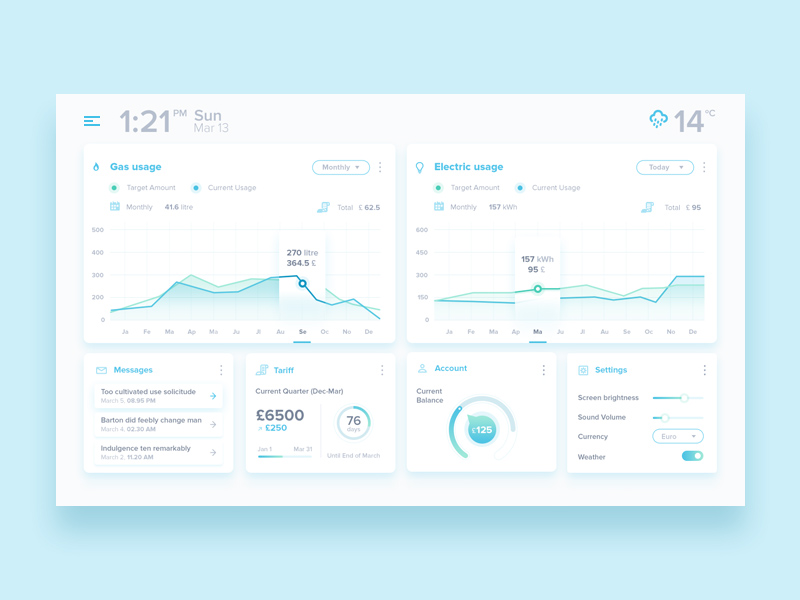 1:21 PM Sun
Mar 13
14 °C
Gas usage
Monthly
Target Amount Current Usage
Monthly 41.6 litre
Total £ 62.5
500
400
300
200
0
270 litre
364.5 £
Ja Fe Ma Ap Ma Ju Jl Au Se Oc No De
Electric usage
Today
Target Amount Current Usage
Monthly 157 kWh
Total £ 95
600
450
300
150
0
157 kWh
95 £
Ja Fe Ma Ap Ma Ju Jl Au Se Oc No De
Messages
Too cultivated use solicitude
March 5, 08.95 PM
Barton did feebly change man
March 4, 02.30 AM
Indulgence ten remarkably
March 2, 11.20 AM
Tariff
Current Quarter (Dec-Mar)
£6500
£250
76
days
Jan 1 Mar 31
Until End of March
Account
Current
Balance
£125
Settings
Screen brightness
Sound Volume
Currency Euro
Weather